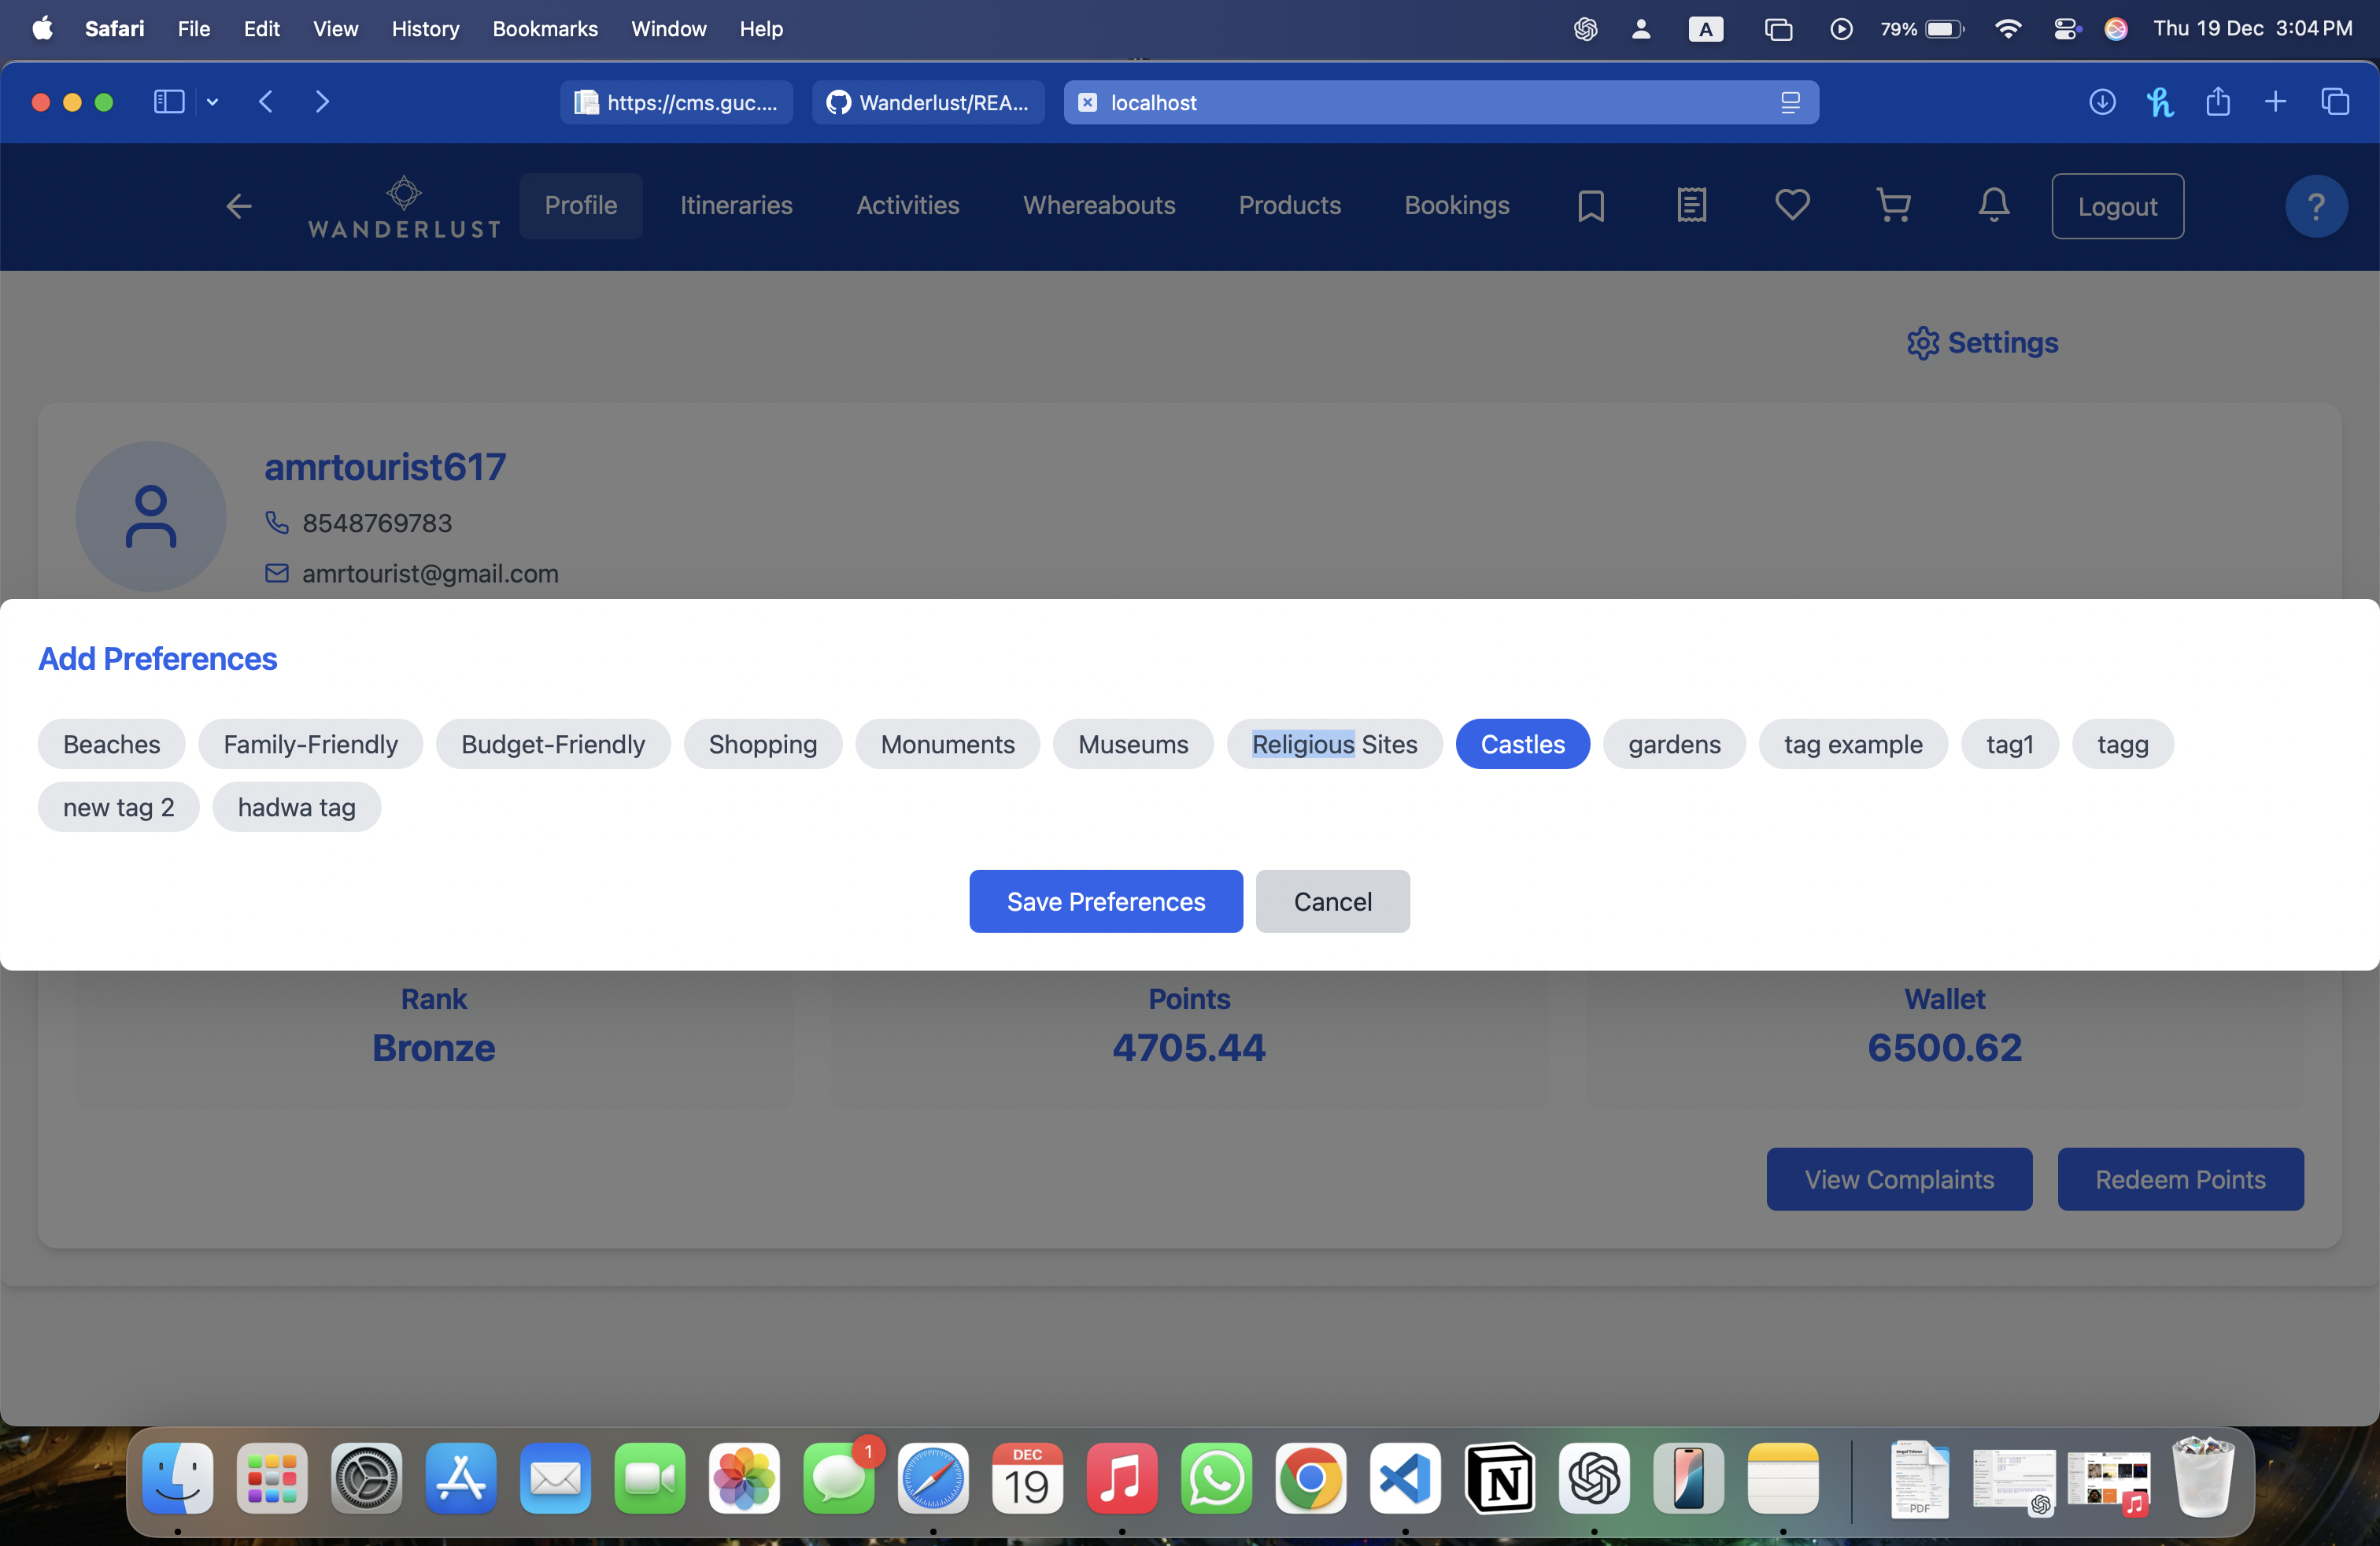 Safari File Edit View History Bookmarks Window Help A 79% Thu 19 Dec 3:04 PM
https://cms.guc.... Wanderlust/REA... localhost
WANDERLUST Profile Itineraries Activities Whereabouts Products Bookings Logout ?
Settings
amrtourist617
8548769783
amrtourist@gmail.com
Add Preferences
Beaches Family-Friendly Budget-Friendly Shopping Monuments Museums Religious Sites Castles gardens tag example tag1 tagg
new tag 2 hadwa tag
Save Preferences Cancel
Rank Points Wallet
Bronze 4705.44 6500.62
View Complaints Redeem Points
1
DEC
19
PDF